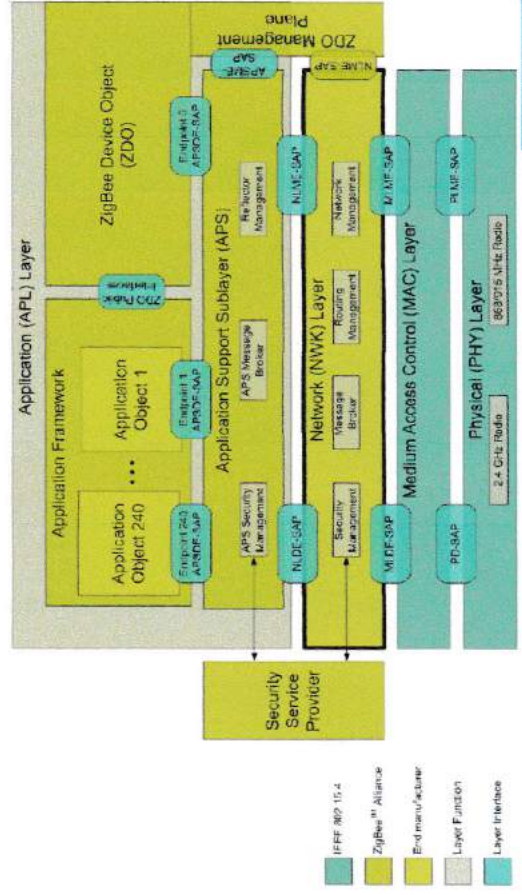 Application (APL) Layer
Application Framework
Application
Object 240
...
Application
Object 1
ZDO Public
Interfaces
ZigBee Device Object
(ZDO)
Endpoint 240
APSDE-SAP
Endpoint 1
APSDE-SAP
Endpoint 0
APSDE-SAP
Application Support Sublayer (APS)
APS Security
Management
APS Message
Broker
Reflector
Management
APSME-
SAP
ZDO Management
Plane
NLDE-SAP
NLME-SAP
Network (NWK) Layer
Security
Management
Message
Broker
Routing
Management
Network
Management
NLME-SAP
MLDE-SAP
MLME-SAP
Medium Access Control (MAC) Layer
PD-SAP
PLME-SAP
Physical (PHY) Layer
2.4 GHz Radio
868/915 MHz Radio
Security
Service
Provider
IEEE 802.15.4
ZigBee™ Alliance
End manufacturer
Layer Function
Layer Interface